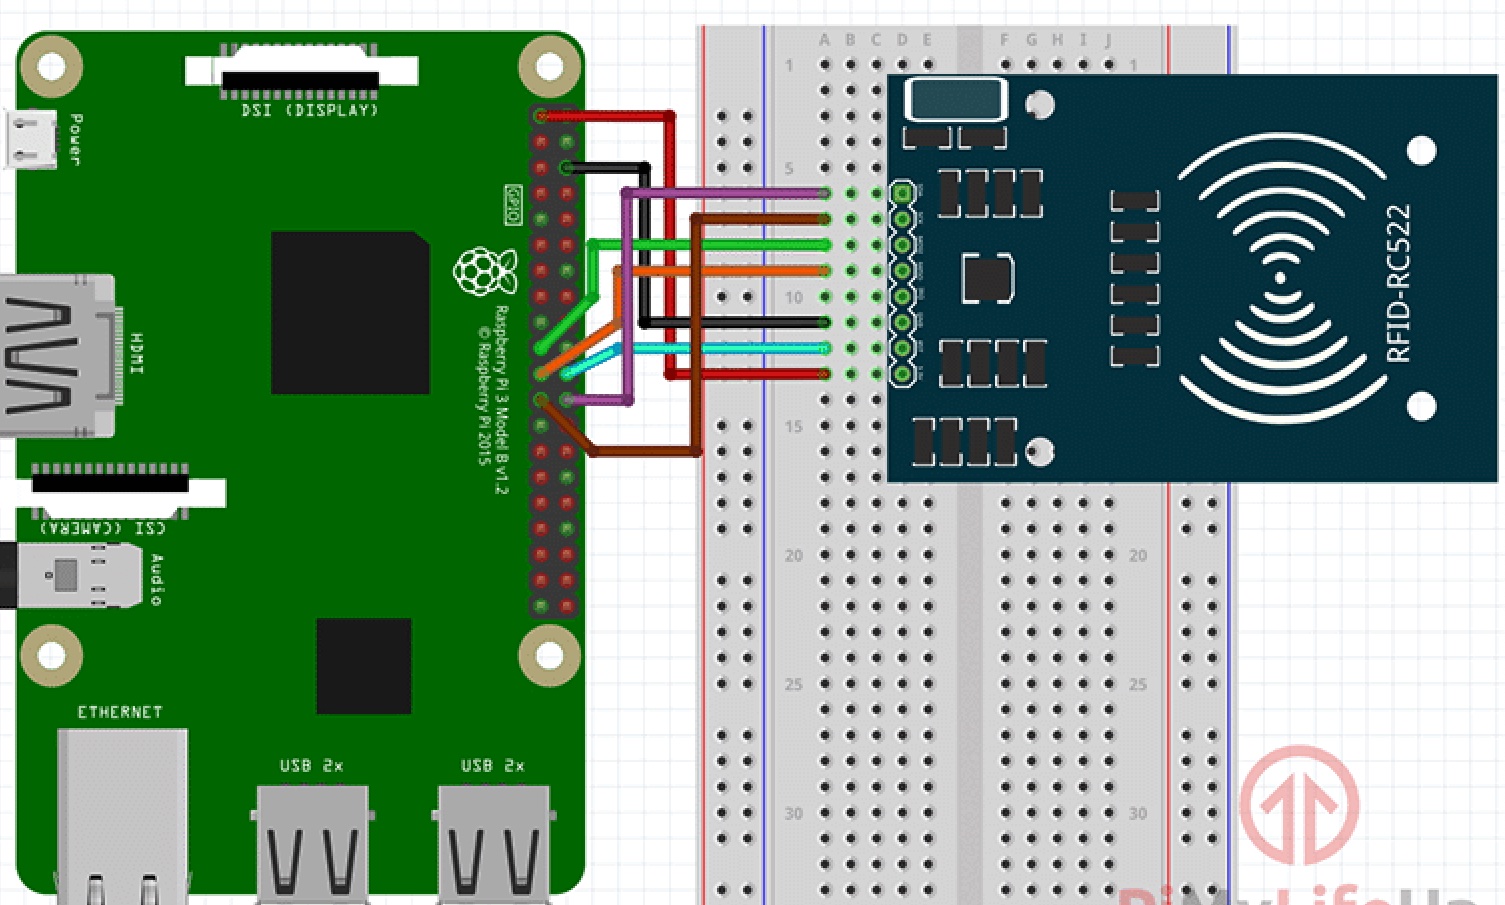 DSI (DISPLAY)
Power
GPIO
Raspberry Pi 3 Model B v1.2
© Raspberry Pi 2015
HDMI
CSI (CAMERA)
Audio
ETHERNET
USB 2x
USB 2x
A B C D E F G H I J
1 1
5
10
15
20 20
25 25
30 30
RFID-RC522
PiMyLifeUp